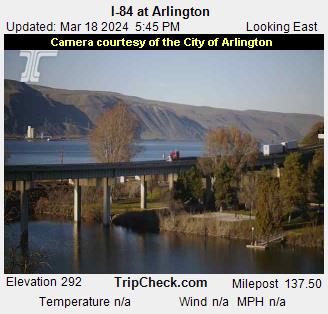 I-84 at Arlington
Updated: Mar 18 2024 5:45 PM Looking East
Camera courtesy of the City of Arlington
Elevation 292 TripCheck.com Milepost 137.50
Temperature n/a Wind n/a MPH n/a